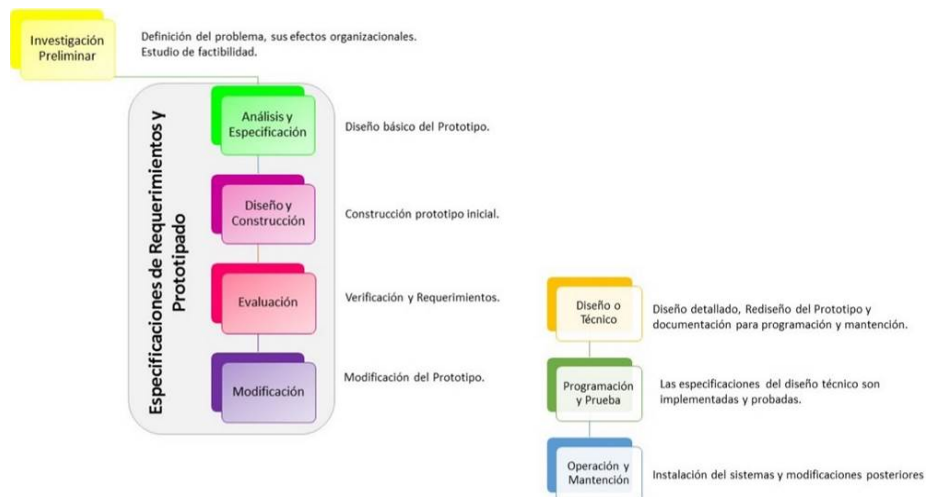 Investigación
Preliminar
Definición del problema, sus efectos organizacionales.
Estudio de factibilidad.
Especificaciones de Requerimientos y
Prototipado
Análisis y
Especificación
Diseño básico del Prototipo.
Diseño y
Construcción
Construcción prototipo inicial.
Evaluación
Verificación y Requerimientos.
Modificación
Modificación del Prototipo.
Diseño o
Técnico
Diseño detallado, Rediseño del Prototipo y
documentación para programación y mantención.
Programación
y Prueba
Las especificaciones del diseño técnico son
implementadas y probadas.
Operación y
Mantención
Instalación del sistemas y modificaciones posteriores